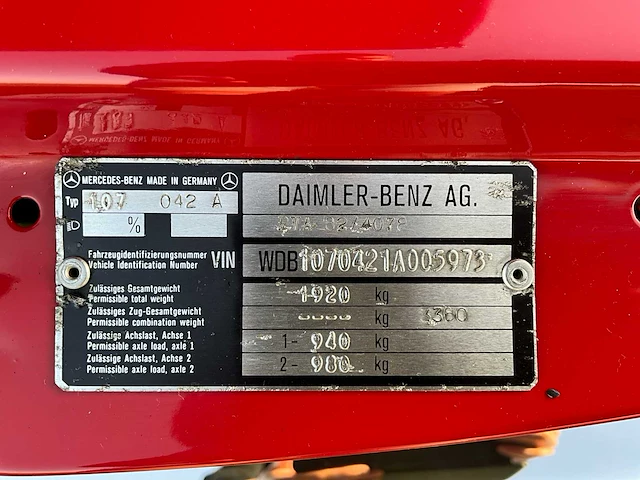 MERCEDES-BENZ MADE IN GERMANY
DAIMLER-BENZ AG.
Typ 107 042 A
%
Fahrzeugidentifizierungsnummer
Vehicle Identification Number VIN WDB1070421A005973
Zulässiges Gesamtgewicht
Permissible total weight 1920 kg
Zulässiges Zug-Gesamtgewicht
Permissible combination weight kg 3360
Zulässige Achslast, Achse 1
Permissible axle load, axle 1 1- 940 kg
Zulässige Achslast, Achse 2
Permissible axle load, axle 2 2- 980 kg